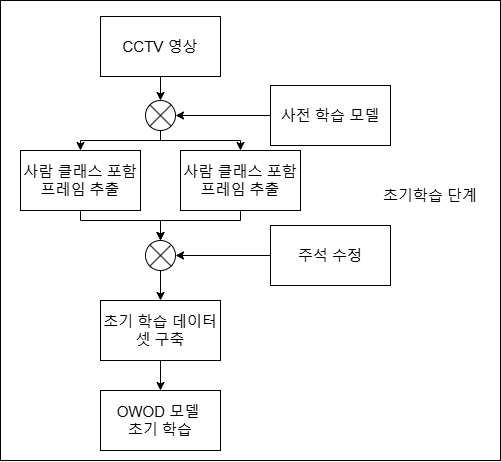 CCTV 영상
사전 학습 모델
사람 클래스 포함
프레임 추출
사람 클래스 포함
프레임 추출
초기학습 단계
주석 수정
초기 학습 데이터
셋 구축
OWOD 모델
초기 학습